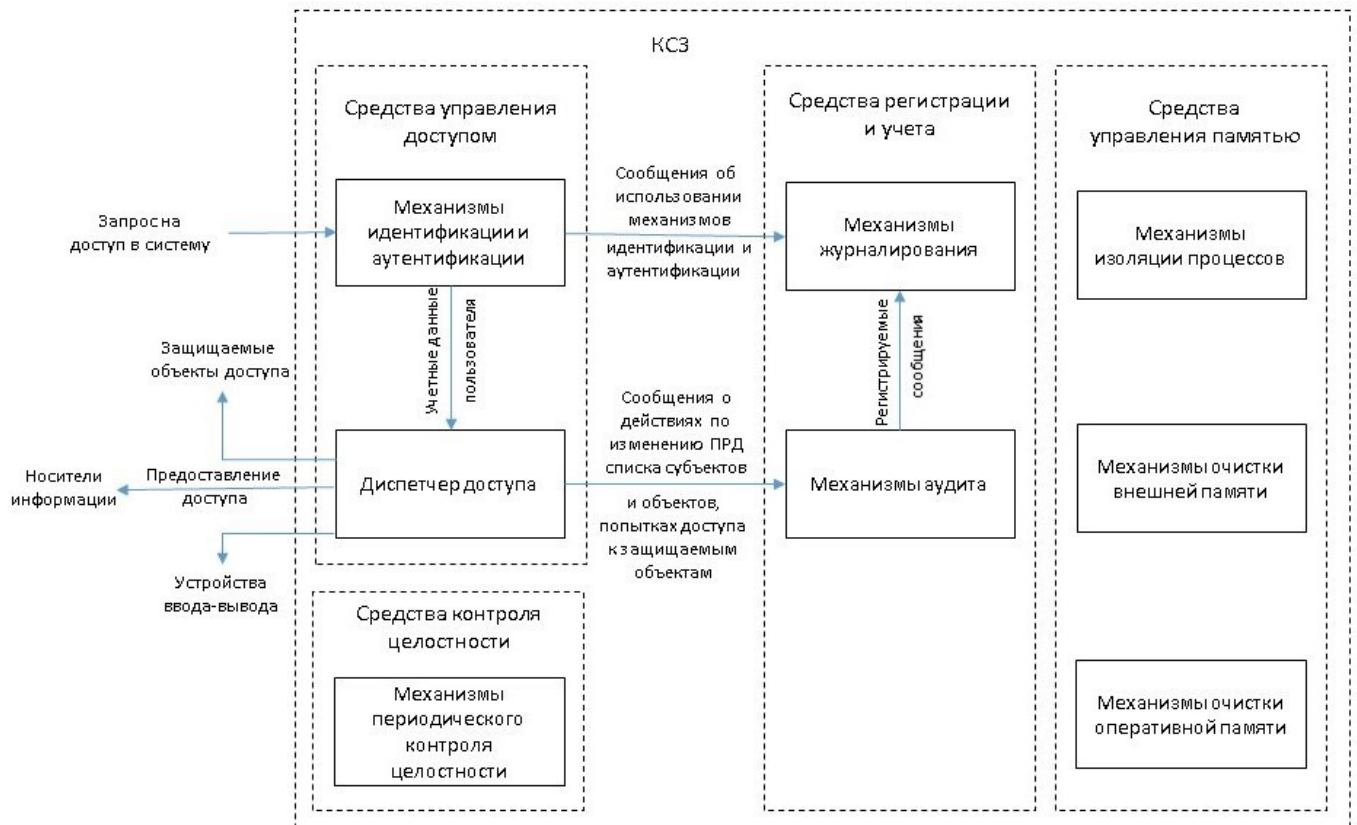 КСЗ
Средства управления
доступом
Средства регистрации
и учета
Средства
управления памятью
Запрос на
доступ в систему
Механизмы
идентификации и
аутентификации
Сообщения об
использовании
механизмов
идентификации и
аутентификации
Механизмы
журналирования
Механизмы
изоляции процессов
Учетные данные
пользователя
Регистрируемые
сообщения
Защищаемые
объекты доступа
Носители
информации
Предоставление
доступа
Устройства
ввода-вывода
Диспетчер доступа
Сообщения о
действиях по
изменению ПРД
списка субъектов
и объектов,
попытках доступа
к защищаемым
объектам
Механизмы аудита
Механизмы очистки
внешней памяти
Средства контроля
целостности
Механизмы
периодического
контроля
целостности
Механизмы очистки
оперативной памяти